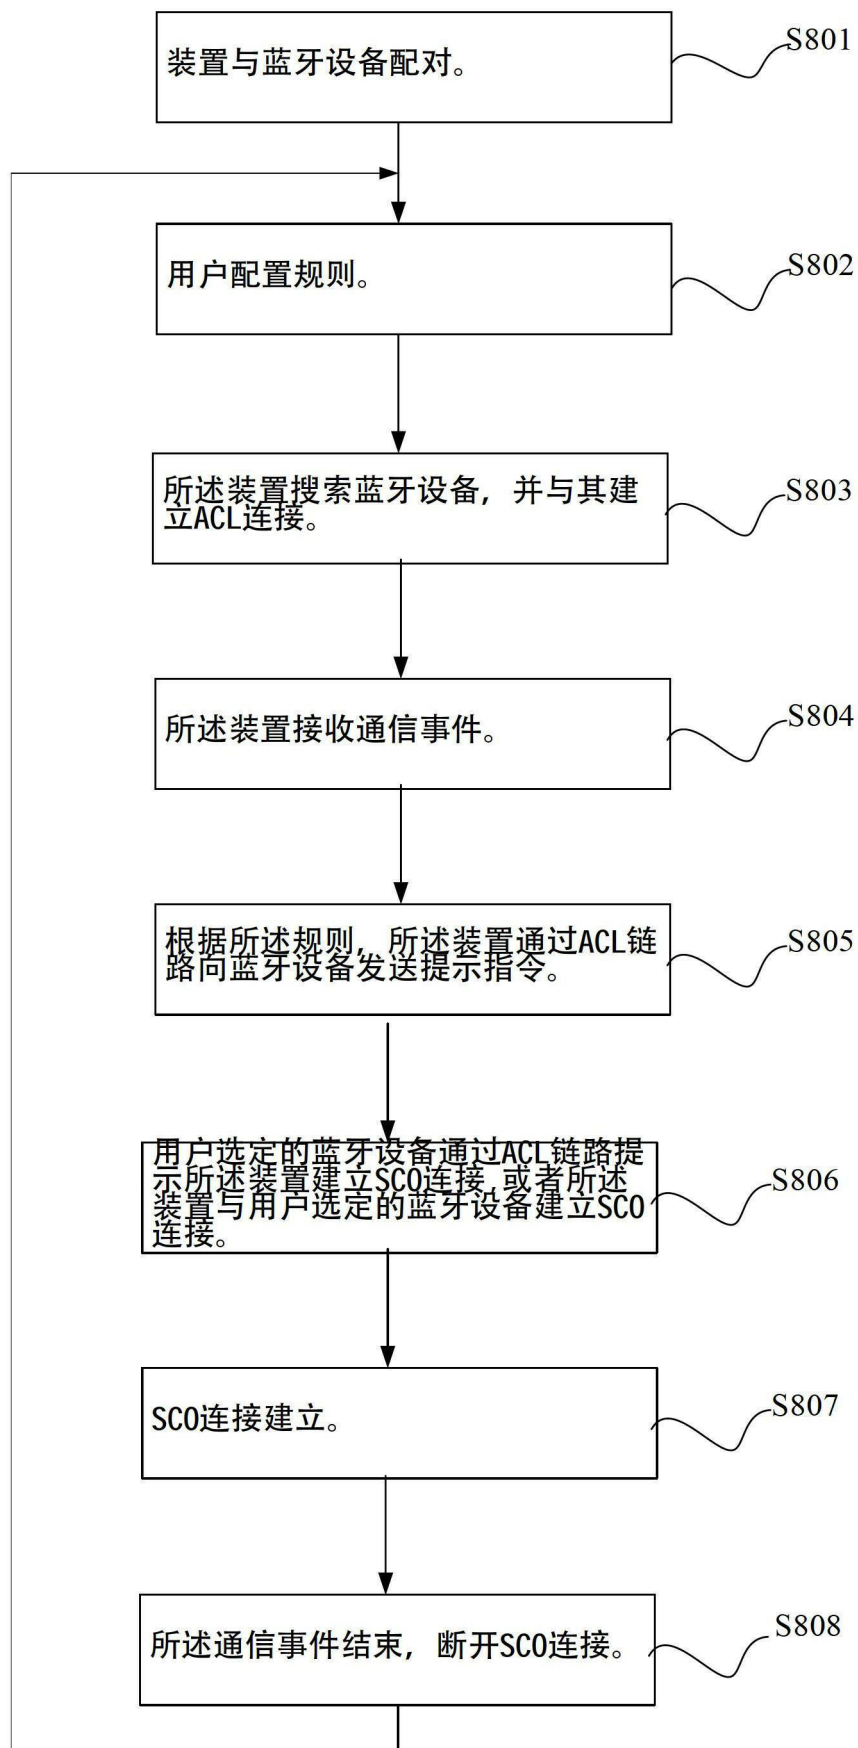 装置与蓝牙设备配对。
S801
用户配置规则。
S802
所述装置搜索蓝牙设备，并与其建
立ACL连接。
S803
所述装置接收通信事件。
S804
根据所述规则，所述装置通过ACL链
路向蓝牙设备发送提示指令。
S805
用户选定的蓝牙设备通过ACL链路提
示所述装置建立SCO连接,或者所述
装置与用户选定的蓝牙设备建立SCO
连接。
S806
SCO连接建立。
S807
所述通信事件结束，断开SCO连接。
S808